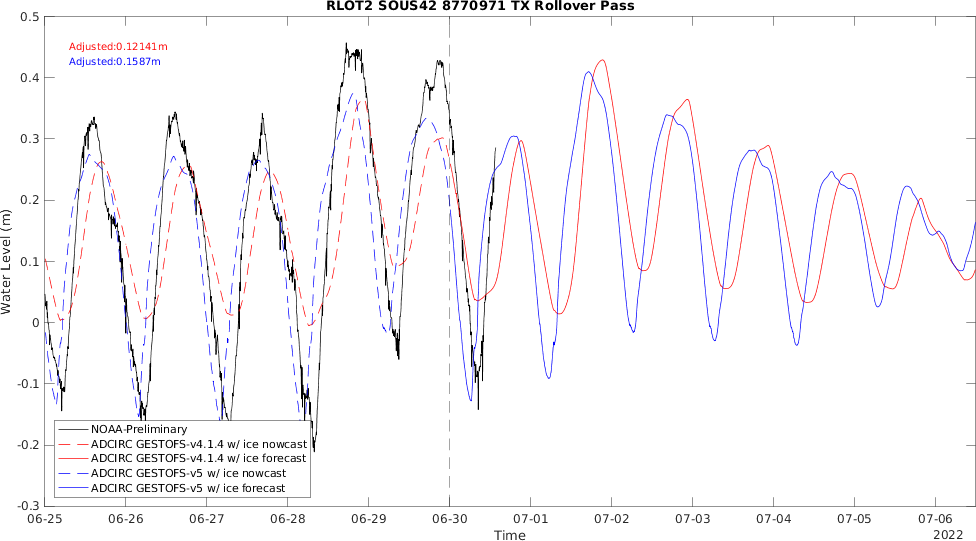 RLOT2 SOUS42 8770971 TX Rollover Pass
0.5
0.4
0.3
0.2
0.1
0
-0.1
-0.2
-0.3
Water Level (m)
Adjusted:0.12141m
Adjusted:0.1587m
NOAA-Preliminary
ADCIRC GESTOFS-v4.1.4 w/ ice nowcast
ADCIRC GESTOFS-v4.1.4 w/ ice forecast
ADCIRC GESTOFS-v5 w/ ice nowcast
ADCIRC GESTOFS-v5 w/ ice forecast
06-25 06-26 06-27 06-28 06-29 06-30 07-01 07-02 07-03 07-04 07-05 07-06
Time
2022